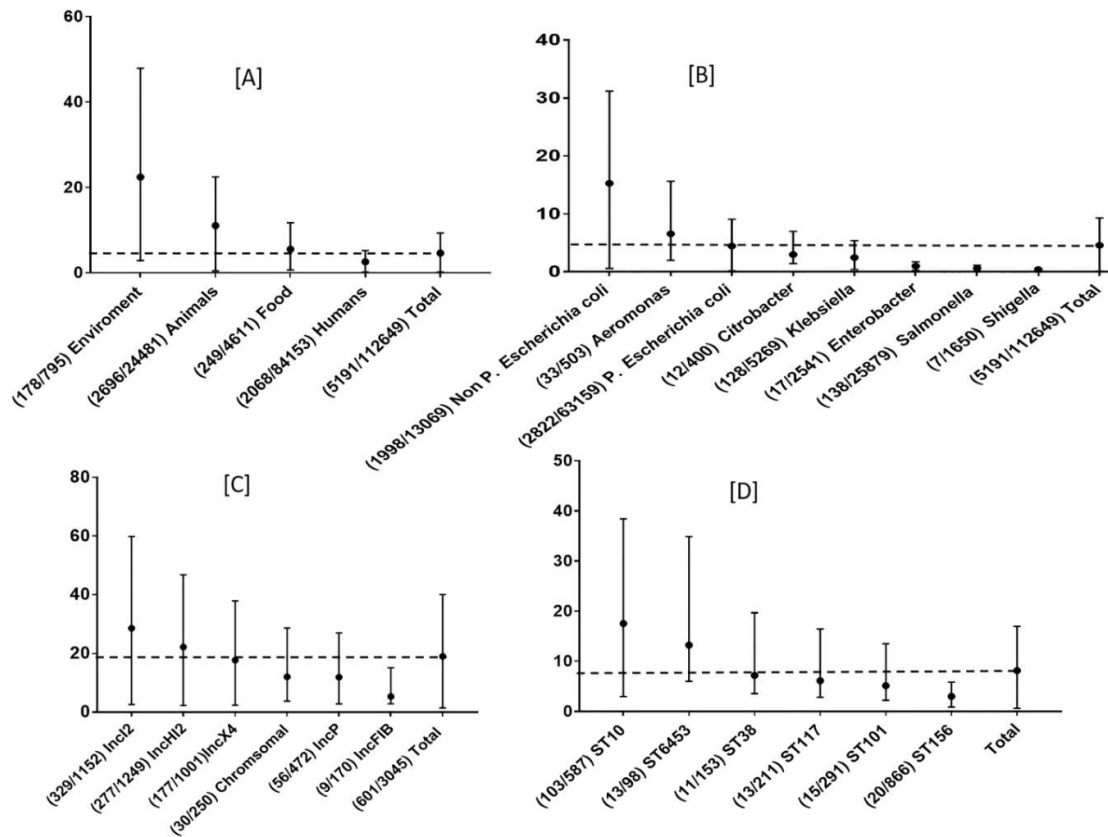 [A]
60
40
20
0
(178/795) Enviroment
(2696/24481) Animals
(249/4611) Food
(2068/84153) Humans
(5191/112649) Total
[B]
40
30
20
10
0
(1998/13069) Non P. Escherichia coli
(33/503) Aeromonas
(2822/63159) P. Escherichia coli
(12/400) Citrobacter
(128/5269) Klebsiella
(17/2541) Enterobacter
(138/25879) Salmonella
(7/1650) Shigella
(5191/112649) Total
[C]
80
60
40
20
0
(329/1152) IncI2
(277/1249) IncHI2
(177/1001)IncX4
(30/250) Chromsomal
(56/472) IncP
(9/170) IncFIB
(601/3045) Total
[D]
50
40
30
20
10
0
(103/587) ST10
(13/98) ST6453
(11/153) ST38
(13/211) ST117
(15/291) ST101
(20/866) ST156
Total